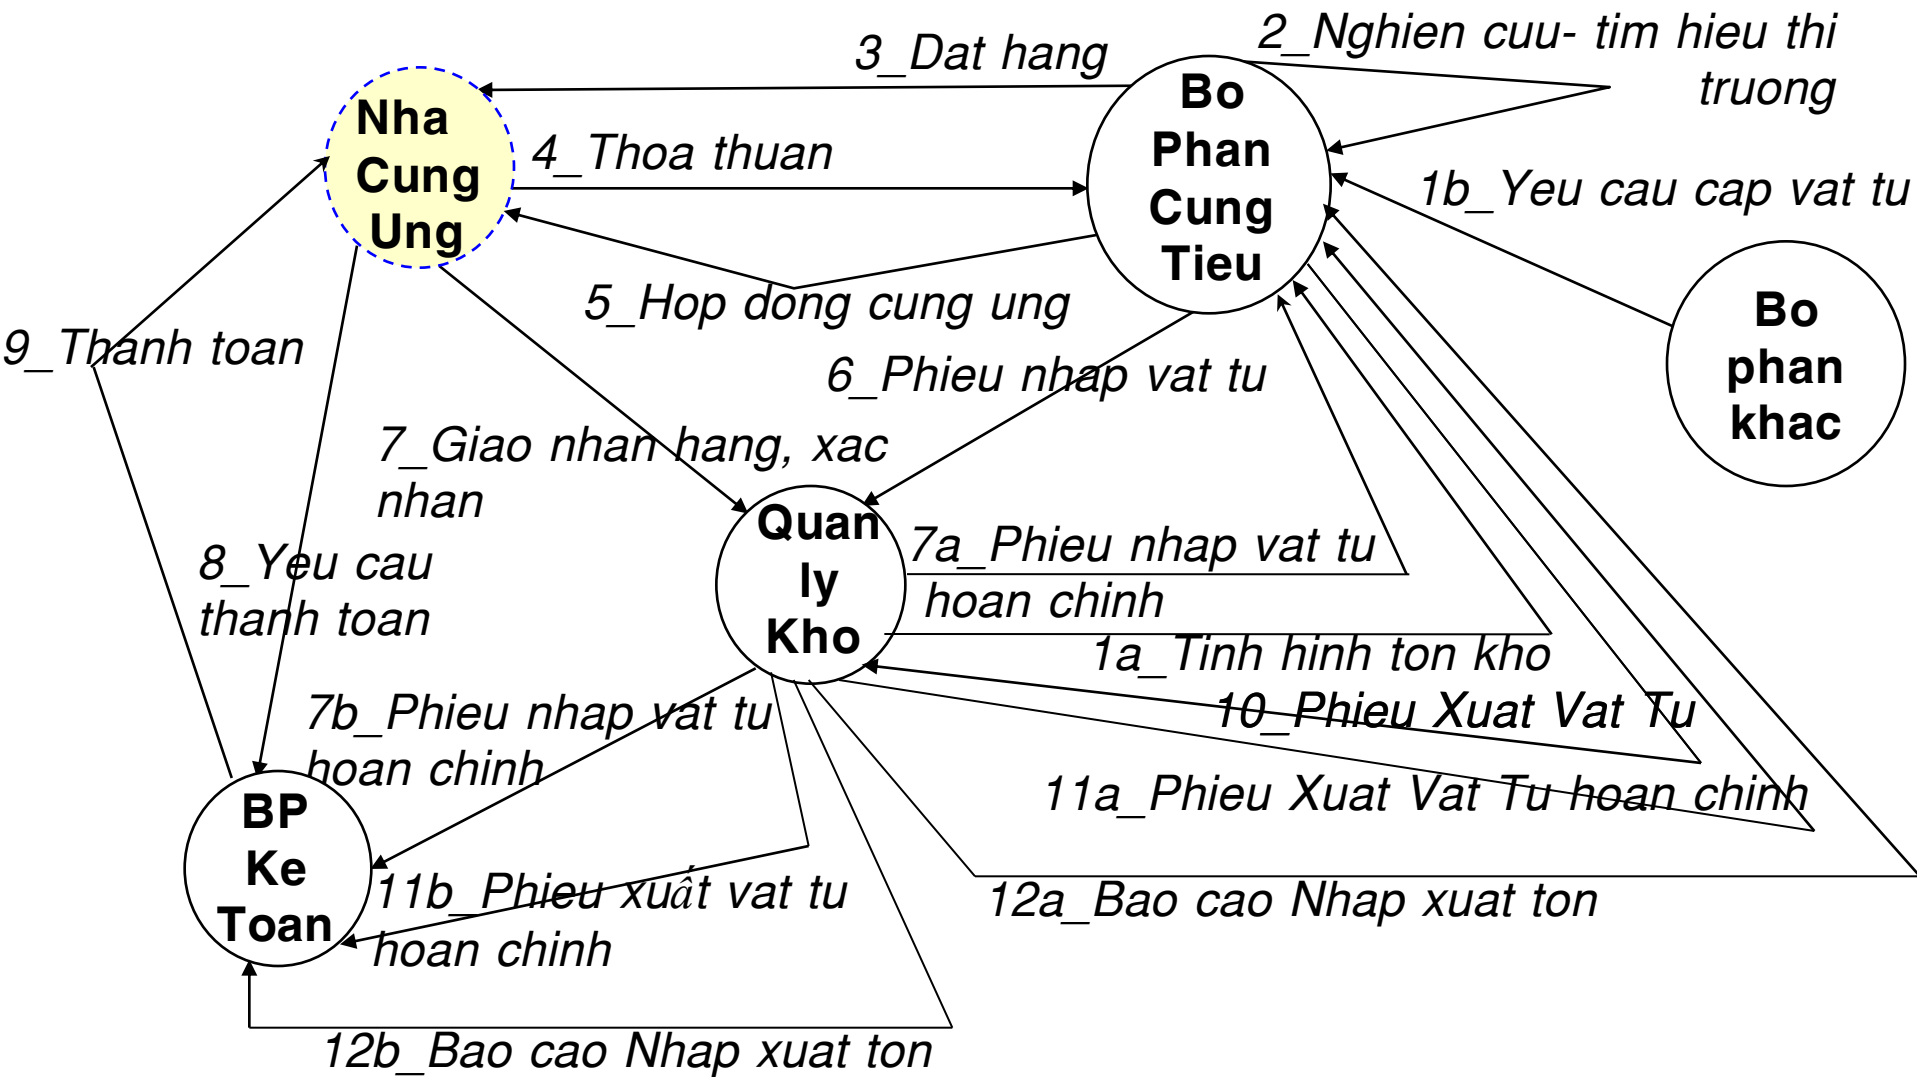 2_Nghien cuu- tim hieu thi
truong
3_Dat hang
Nha
Cung
Ung
Bo
Phan
Cung
Tieu
4_Thoa thuan
1b_Yeu cau cap vat tu
5_Hop dong cung ung
Bo
phan
khac
9_Thanh toan
6_Phieu nhap vat tu
7_Giao nhan hang, xac
nhan
Quan
ly
Kho
8_Yeu cau
thanh toan
7a_Phieu nhap vat tu
hoan chinh
1a_Tinh hinh ton kho
7b_Phieu nhap vat tu
hoan chinh
10_Phieu Xuat Vat Tu
11a_Phieu Xuat Vat Tu hoan chinh
BP
Ke
Toan
11b_Phieu xuất vat tu
hoan chinh
12a_Bao cao Nhap xuat ton
12b_Bao cao Nhap xuat ton